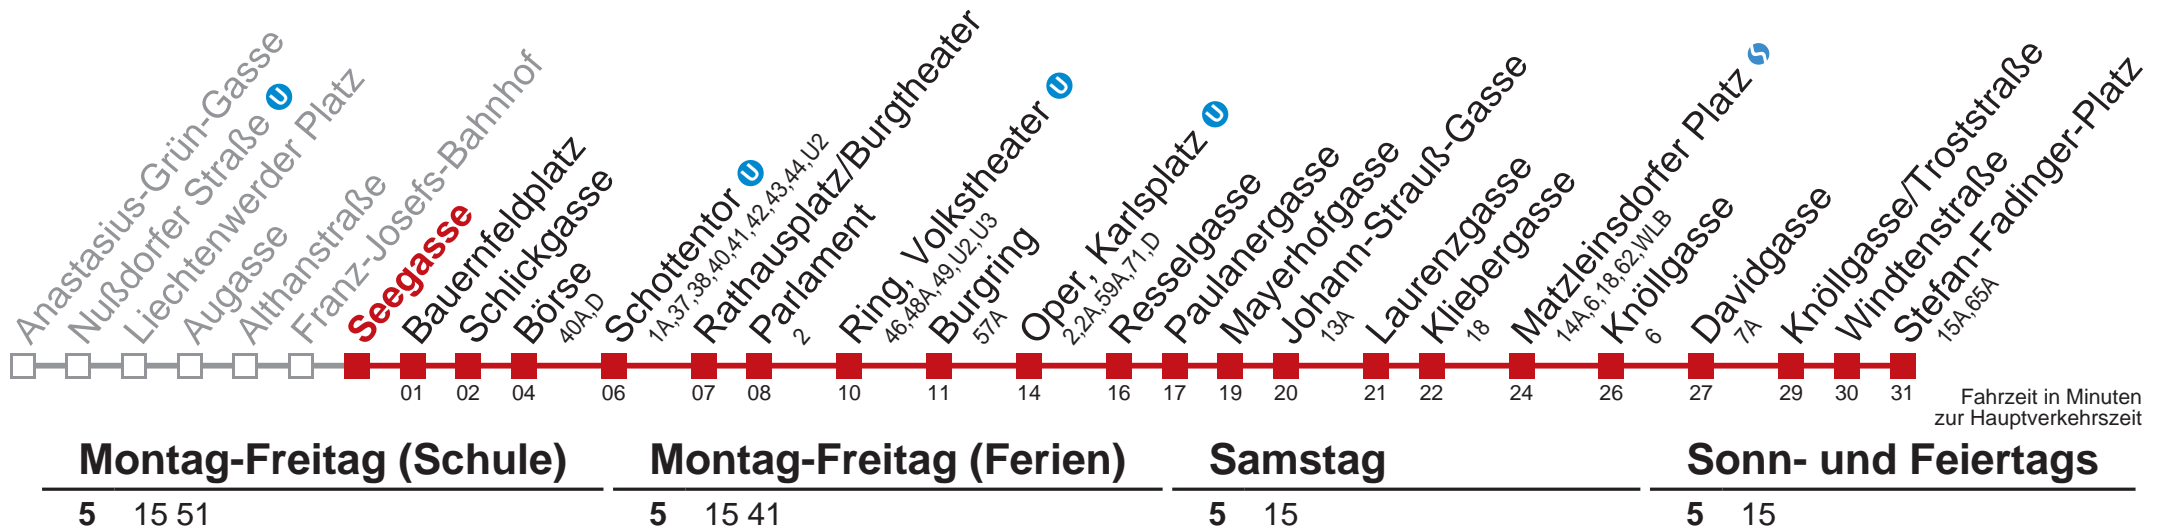 Anastasius-Grün-Gasse
Nußdorfer Straße U
Liechtenwerder Platz
Augasse
Althanstraße
Franz-Josefs-Bahnhof
Seegasse
Bauernfeldplatz
Schlickgasse
Börse
40A,D
Schottentor U
1A,37,38,40,41,42,43,44,U2
Rathausplatz/Burgtheater
Parlament
2
Ring, Volkstheater U
46,48A,49,U2,U3
Burgring
57A
Oper, Karlsplatz U
2,2A,59A,71,D
Resselgasse
Paulanergasse
Mayerhofgasse
Johann-Strauß-Gasse
13A
Laurenzgasse
Kliebergasse
18
Matzleinsdorfer Platz
14A,6,18,62,WLB
Knöllgasse
6
Davidgasse
7A
Knöllgasse/Troststraße
Windtenstraße
Stefan-Fadinger-Platz
15A,65A
01 02 04 06 07 08 10 11 14 16 17 19 20 21 22 24 26 27 29 30 31
Fahrzeit in Minuten
zur Hauptverkehrszeit
Montag-Freitag (Schule) Montag-Freitag (Ferien) Samstag Sonn- und Feiertags
5 15 51 5 15 41 5 15 5 15